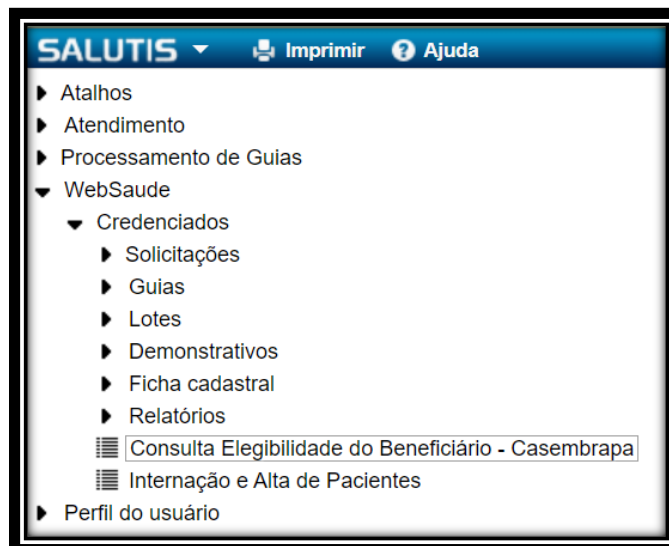 SALUTIS Imprimir Ajuda
Atalhos
Atendimento
Processamento de Guias
WebSaude
Credenciados
Solicitações
Guias
Lotes
Demonstrativos
Ficha cadastral
Relatórios
Consulta Elegibilidade do Beneficiário - Casembrapa
Internação e Alta de Pacientes
Perfil do usuário